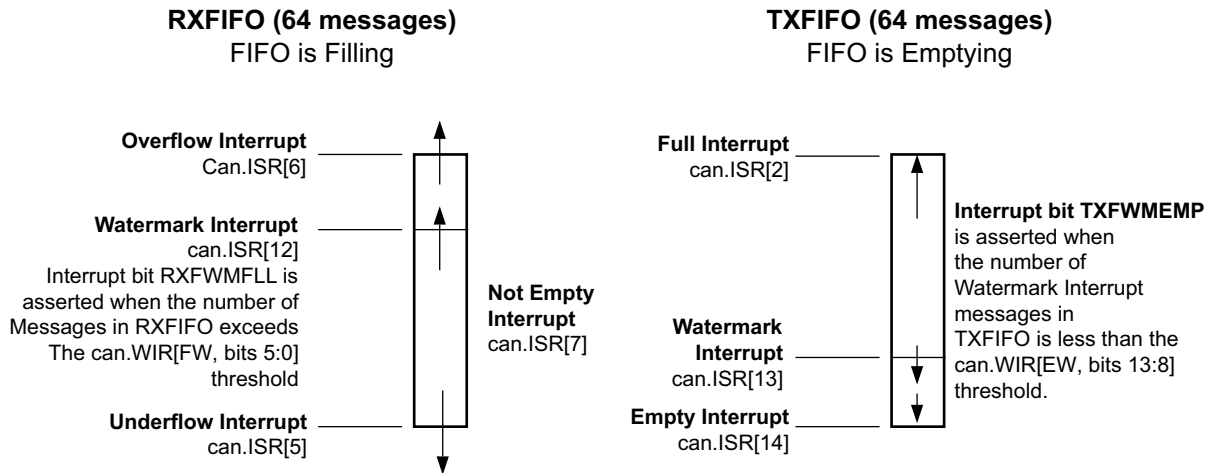 RXFIFO (64 messages)
FIFO is Filling
Overflow Interrupt
Can.ISR[6]
Watermark Interrupt
can.ISR[12]
Interrupt bit RXFWMFLL is
asserted when the number of
Messages in RXFIFO exceeds
The can.WIR[FW, bits 5:0]
threshold
Not Empty
Interrupt
can.ISR[7]
Underflow Interrupt
can.ISR[5]
TXFIFO (64 messages)
FIFO is Emptying
Full Interrupt
can.ISR[2]
Interrupt bit TXFWMEMP
is asserted when
the number of
Watermark Interrupt
messages in
TXFIFO is less than the
can.WIR[EW, bits 13:8]
threshold.
Watermark
Interrupt
can.ISR[13]
Empty Interrupt
can.ISR[14]